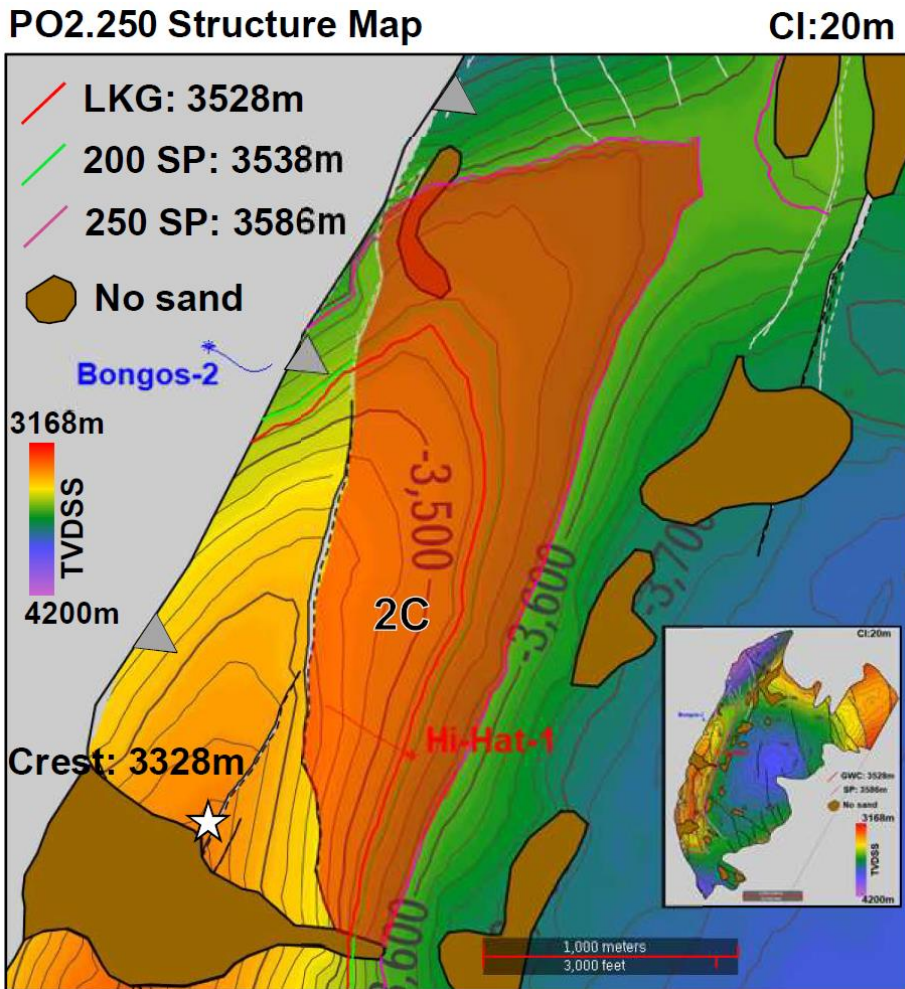 PO2.250 Structure Map
CI:20m
LKG: 3528m
200 SP: 3538m
250 SP: 3586m
No sand
Bongos-2
3168m
TVDSS
4200m
-3,500
2C
-3,600
-3,700
Hi-Hat-1
Crest: 3328m
3,600
1,000 meters
3,000 feet
CI:20m
GWC: 3528m
SP: 3586m
No sand
3168m
TVDSS
4200m